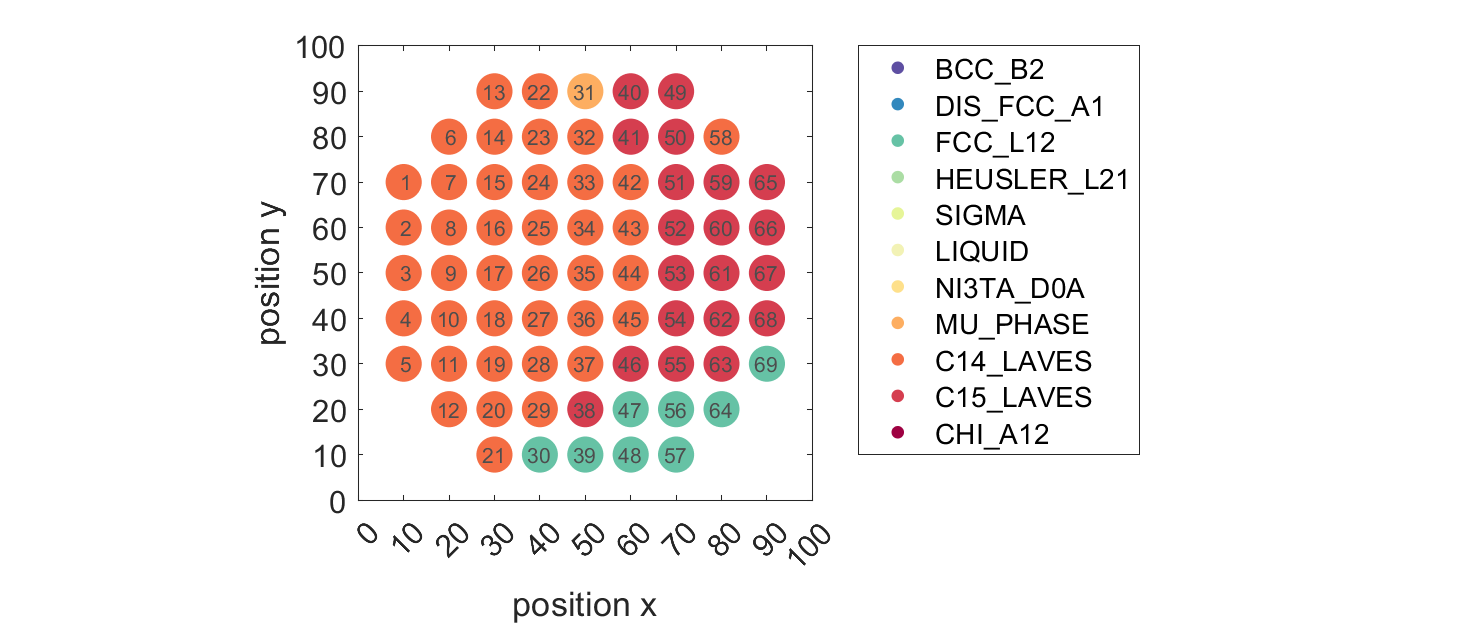 100
90
80
70
60
50
40
30
20
10
0
position y
13 22 31 40 49
6 14 23 32 41 50 58
1 7 15 24 33 42 51 59 65
2 8 16 25 34 43 52 60 66
3 9 17 26 35 44 53 61 67
4 10 18 27 36 45 54 62 68
5 11 19 28 37 46 55 63 69
12 20 29 38 47 56 64
21 30 39 48 57
0 10 20 30 40 50 60 70 80 90 100
position x
BCC_B2
DIS_FCC_A1
FCC_L12
HEUSLER_L21
SIGMA
LIQUID
NI3TA_D0A
MU_PHASE
C14_LAVES
C15_LAVES
CHI_A12